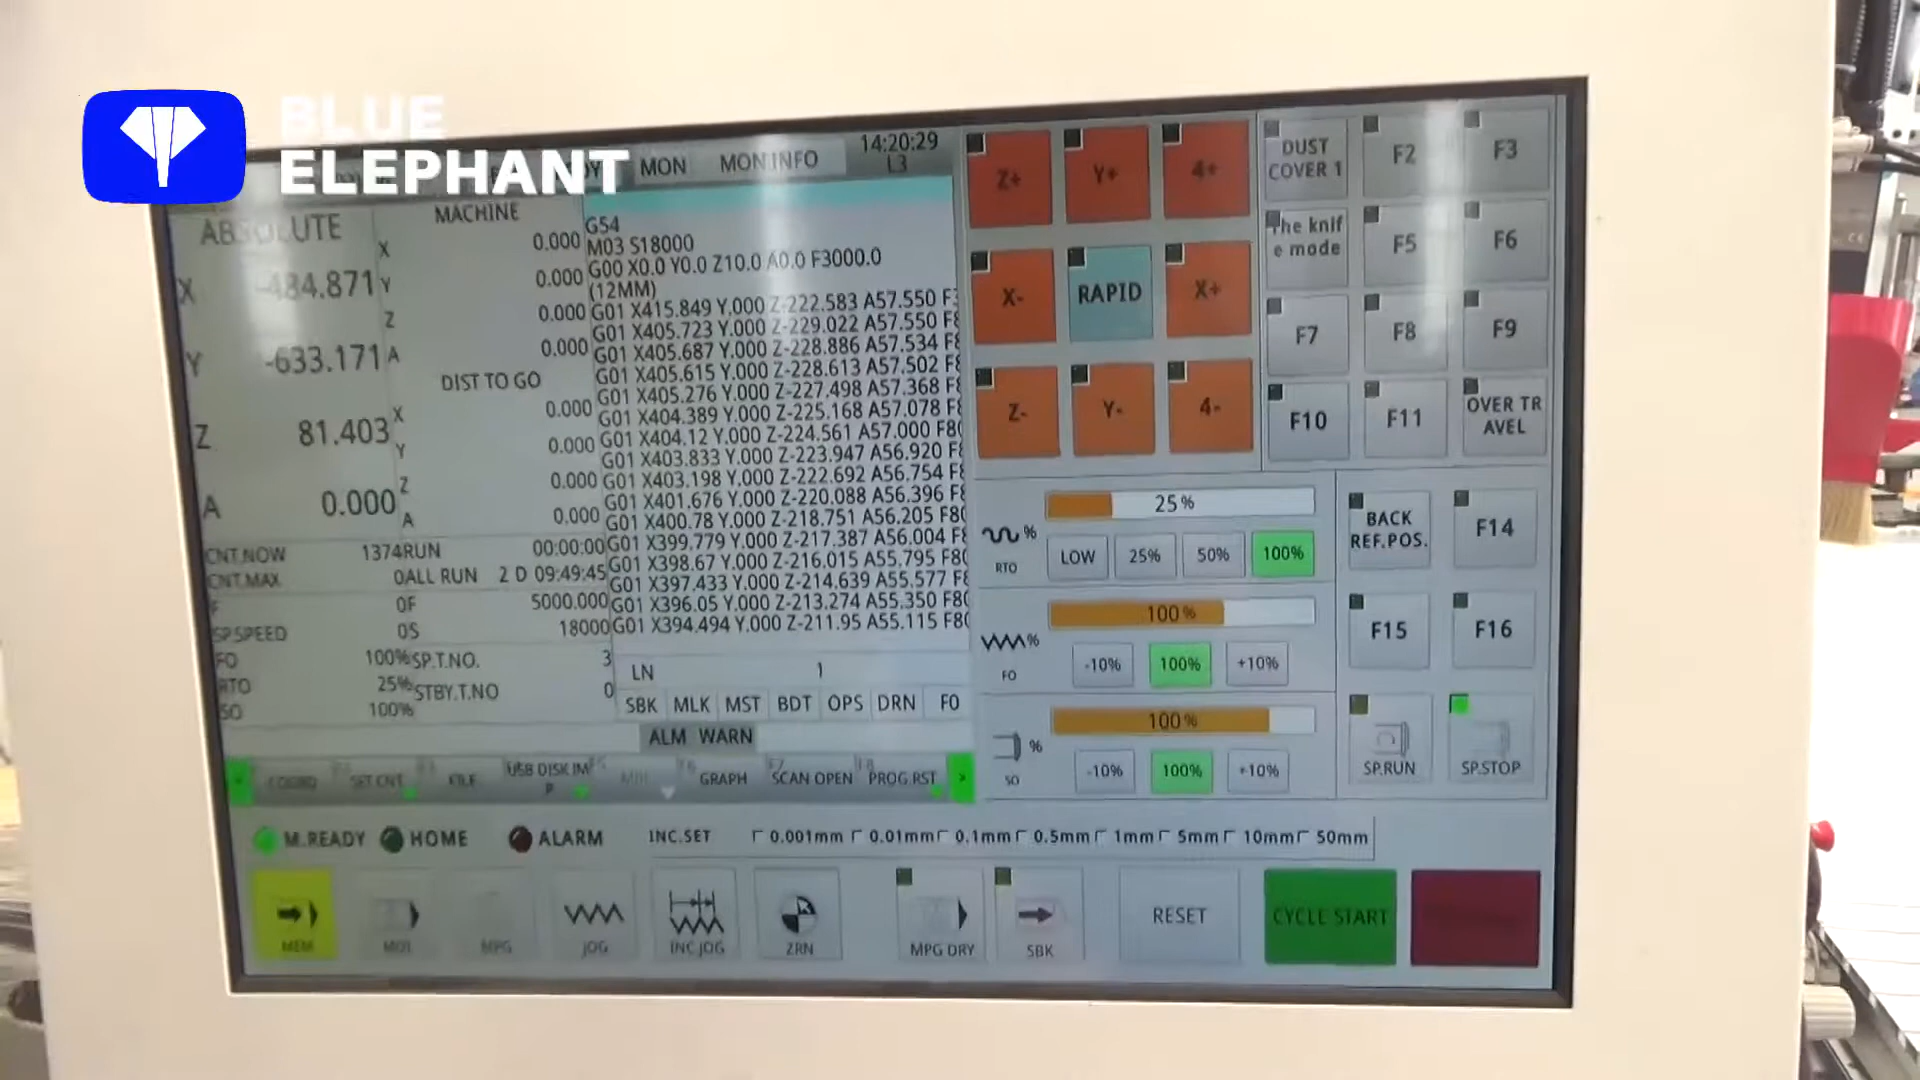 BLUE
ELEPHANT
MON
MON INFO
14:20:29
L3
ABSOLUTE
X -484.871
Y -633.171
Z 81.403
A 0.000
MACHINE
X 0.000
Y 0.000
Z 0.000
A 0.000
DIST TO GO
X 0.000
Y 0.000
Z 0.000
A 0.000
CNT.NOW 1374
RUN 00:00:00
CNT.MAX 0
ALL RUN 2 D 09:49:45
F 0
F 5000.000
SP.SPEED 0
S 18000
FO 100%
SP.T.NO. 3
RTO 25%
STBY.T.NO 0
SO 100%
G54
M03 S18000
G00 X0.0 Y0.0 Z10.0 A0.0 F3000.0
(12MM)
G01 X415.849 Y.000 Z-222.583 A57.550
G01 X405.723 Y.000 Z-229.022 A57.550 F8
G01 X405.687 Y.000 Z-228.886 A57.534 F8
G01 X405.615 Y.000 Z-228.613 A57.502 F8
G01 X405.276 Y.000 Z-227.498 A57.368 F8
G01 X404.389 Y.000 Z-225.168 A57.078 F8
G01 X404.12 Y.000 Z-224.561 A57.000 F80
G01 X403.833 Y.000 Z-223.947 A56.920 F8
G01 X403.198 Y.000 Z-222.692 A56.754 F8
G01 X401.676 Y.000 Z-220.088 A56.396 F8
G01 X400.78 Y.000 Z-218.751 A56.205 F80
G01 X399.779 Y.000 Z-217.387 A56.004 F8
G01 X398.67 Y.000 Z-216.015 A55.795 F80
G01 X397.433 Y.000 Z-214.639 A55.577 F8
G01 X396.05 Y.000 Z-213.274 A55.350 F80
G01 X394.494 Y.000 Z-211.95 A55.115 F80
LN 1
SBK MLK MST BDT OPS DRN F0
ALM WARN
COORD
SET CNT
FILE
USB DISK IM
P
GRAPH
SCAN OPEN
PROG RST
Z+ Y+ 4+
X- RAPID X+
Z- Y- 4-
DUST
COVER 1
F2
F3
The knif
e mode
F5
F6
F7
F8
F9
F10
F11
OVER TR
AVEL
25%
%
RTO
LOW 25% 50% 100%
100%
%
FO
-10% 100% +10%
100%
%
SO
-10% 100% +10%
BACK
REF.POS.
F14
F15
F16
SP.RUN
SP.STOP
M.READY HOME ALARM
INC.SET 0.001mm 0.01mm 0.1mm 0.5mm 1mm 5mm 10mm 50mm
MEM
MDI
MPG
JOG
INC.JOG
ZRN
MPG DRY
SBK
RESET
CYCLE START